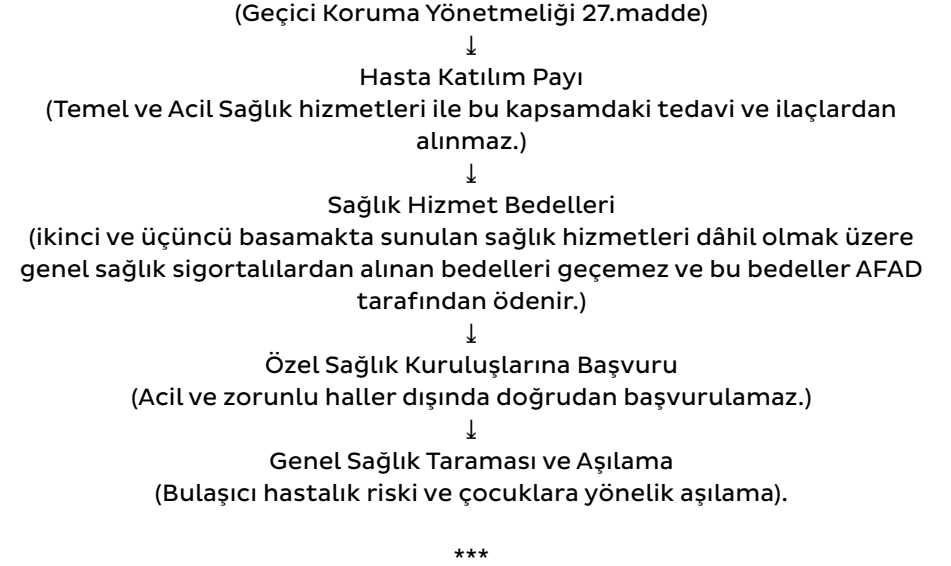 (Geçici Koruma Yönetmeliği 27.madde)
↓
Hasta Katılım Payı
(Temel ve Acil Sağlık hizmetleri ile bu kapsamdaki tedavi ve ilaçlardan
alınmaz.)
↓
Sağlık Hizmet Bedelleri
(ikinci ve üçüncü basamakta sunulan sağlık hizmetleri dâhil olmak üzere
genel sağlık sigortalılardan alınan bedelleri geçemez ve bu bedeller AFAD
tarafından ödenir.)
↓
Özel Sağlık Kuruluşlarına Başvuru
(Acil ve zorunlu haller dışında doğrudan başvurulamaz.)
↓
Genel Sağlık Taraması ve Aşılama
(Bulaşıcı hastalık riski ve çocuklara yönelik aşılama).
***